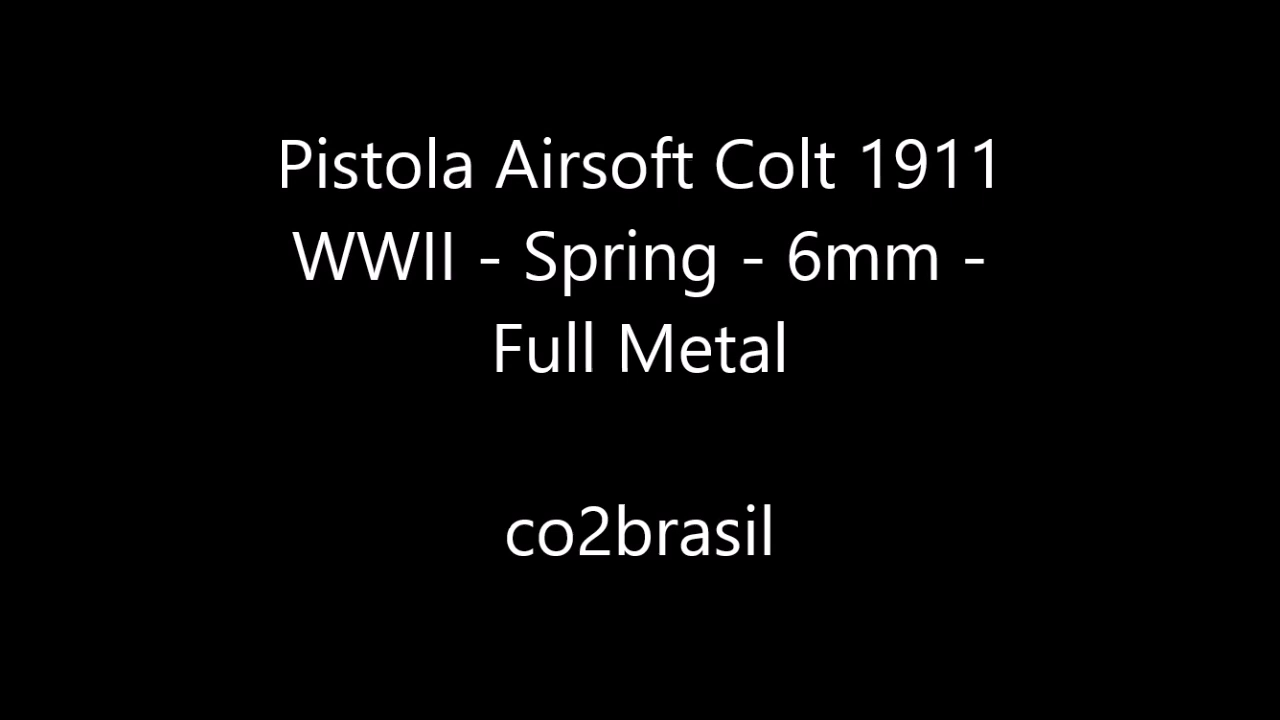 Pistola Airsoft Colt 1911
WWII - Spring - 6mm -
Full Metal
co2brasil